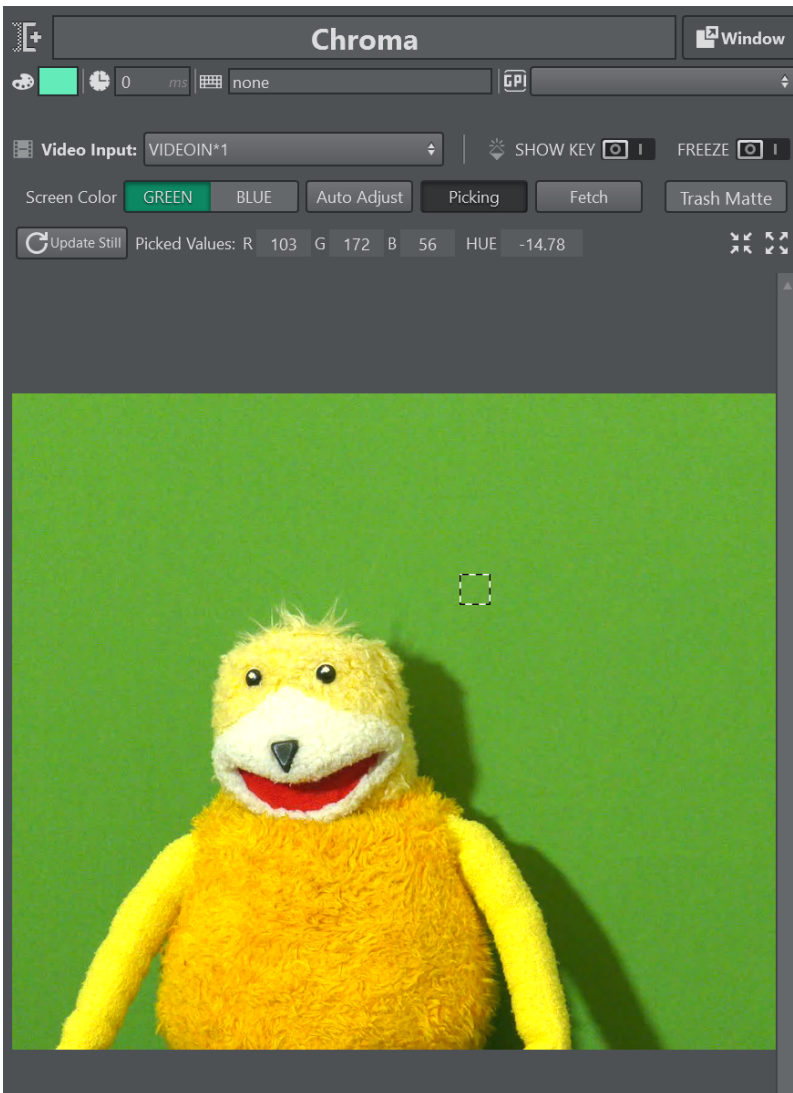 Chroma
Window
0 ms none GPI
Video Input: VIDEOIN*1 SHOW KEY FREEZE
Screen Color GREEN BLUE Auto Adjust Picking Fetch Trash Matte
Update Still Picked Values: R 103 G 172 B 56 HUE -14.78